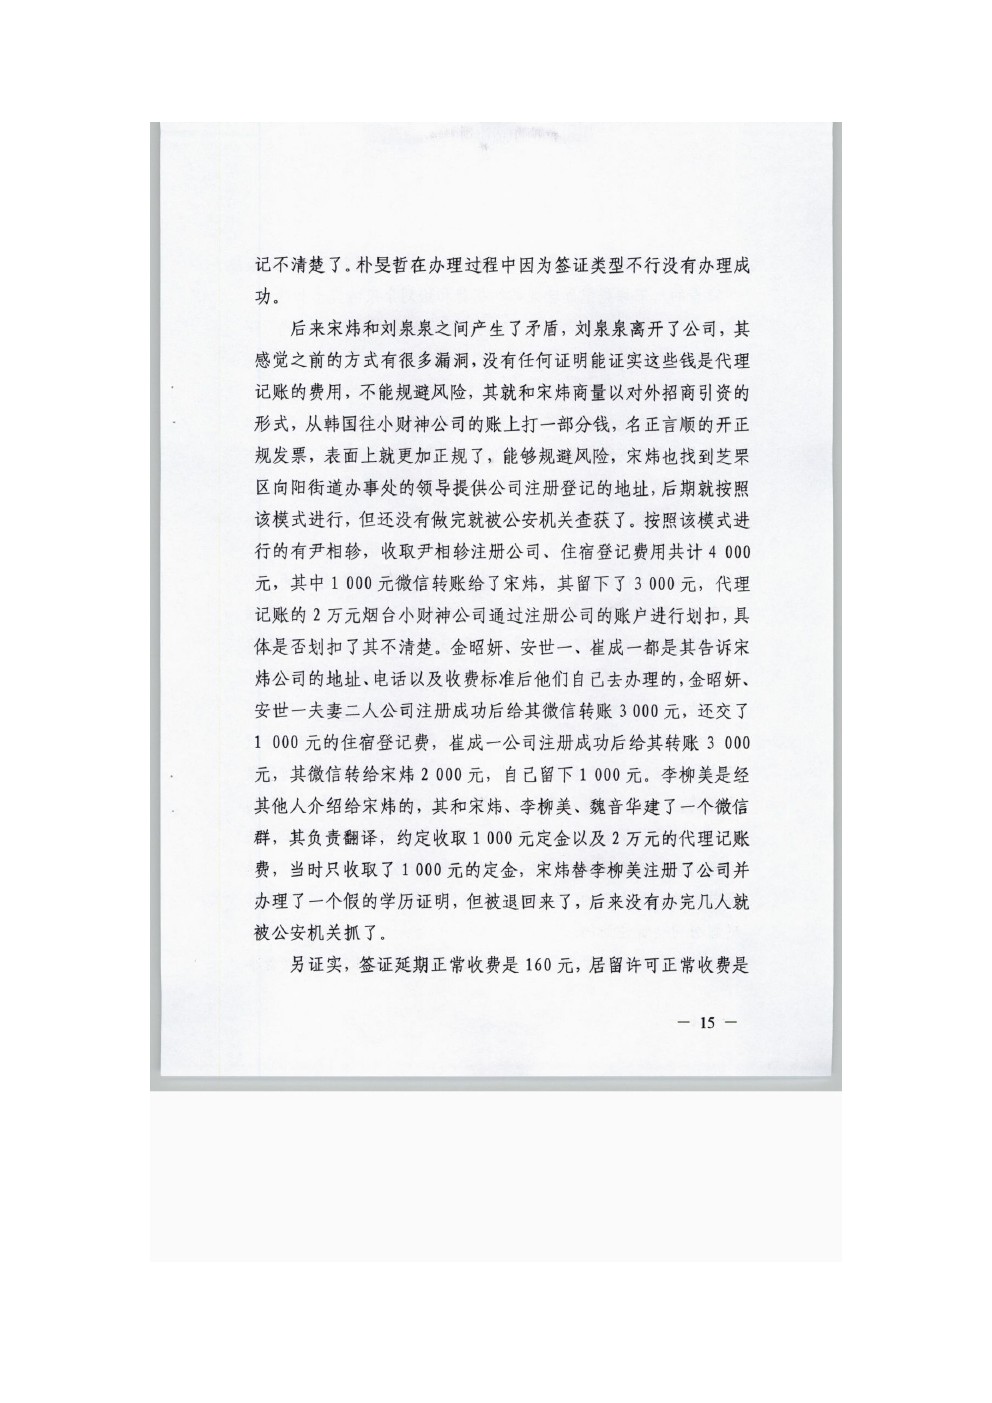 记不清楚了。朴旻哲在办理过程中因为签证类型不行没有办理成
功。
后来宋炜和刘泉泉之间产生了矛盾，刘泉泉离开了公司，其
感觉之前的方式有很多漏洞，没有任何证明能证实这些钱是代理
记账的费用，不能规避风险，其就和宋炜商量以对外招商引资的
形式，从韩国往小财神公司的账上打一部分钱，名正言顺的开正
规发票，表面上就更加正规了，能够规避风险，宋炜也找到芝罘
区向阳街道办事处的领导提供公司注册登记的地址，后期就按照
该模式进行，但还没有做完就被公安机关查获了。按照该模式进
行的有尹相轸，收取尹相轸注册公司、住宿登记费用共计 4 000
元，其中 1 000 元微信转账给了宋炜，其留下了 3 000 元，代理
记账的 2 万元烟台小财神公司通过注册公司的账户进行划扣，具
体是否划扣了其不清楚。金昭妍、安世一、崔成一都是其告诉宋
炜公司的地址、电话以及收费标准后他们自己去办理的，金昭妍、
安世一夫妻二人公司注册成功后给其微信转账 3 000 元，还交了
1 000 元的住宿登记费，崔成一公司注册成功后给其转账 3 000
元，其微信转给宋炜 2 000 元，自己留下 1 000 元。李柳美是经
其他人介绍给宋炜的，其和宋炜、李柳美、魏音华建了一个微信
群，其负责翻译，约定收取 1 000 元定金以及 2 万元的代理记账
费，当时只收取了 1 000 元的定金，宋炜替李柳美注册了公司并
办理了一个假的学历证明，但被退回来了，后来没有办完几人就
被公安机关抓了。
另证实，签证延期正常收费是 160 元，居留许可正常收费是
— 15 —